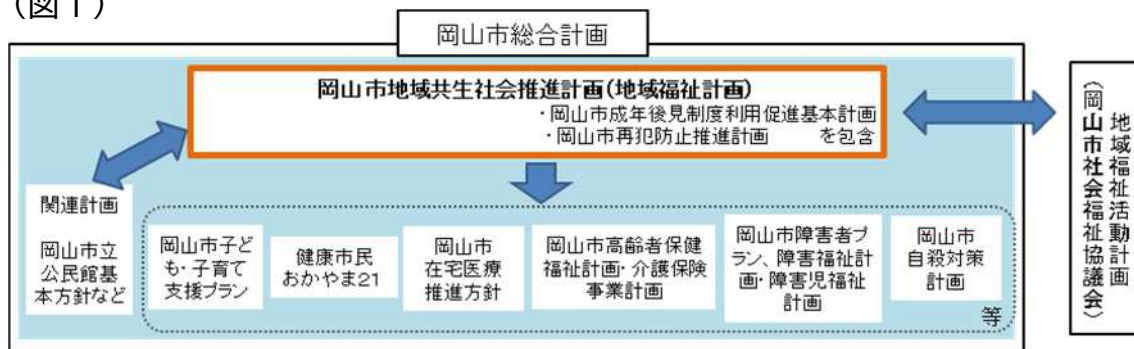 (図1)
岡山市総合計画
岡山市地域共生社会推進計画(地域福祉計画)
・岡山市成年後見制度利用促進基本計画
・岡山市再犯防止推進計画 を包含
関連計画
岡山市立
公民館基
本方針など
岡山市子ど
も・子育て
支援プラン
健康市民
おかやま21
岡山市
在宅医療
推進方針
岡山市高齢者保健
福祉計画・介護保険
事業計画
岡山市障害者プ
ラン、障害福祉計
画・障害児福祉
計画
岡山市
自殺対策
計画
等
地域福祉活動計画
(岡山市社会福祉協議会)